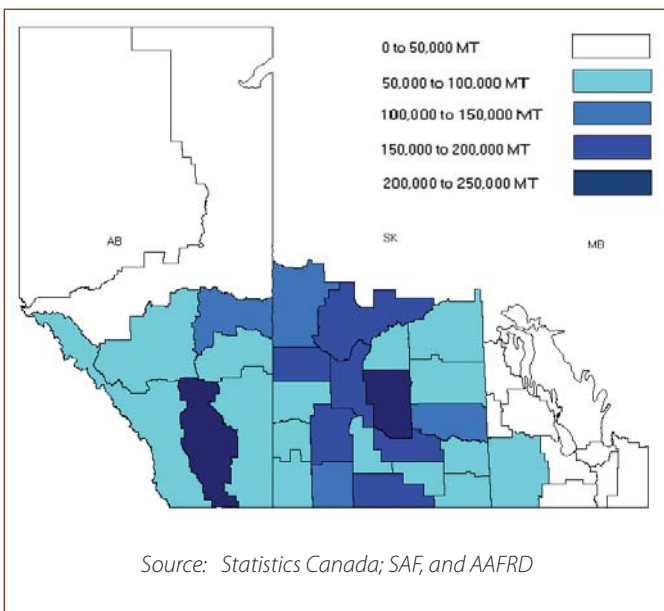 0 to 50,000 MT
50,000 to 100,000 MT
100,000 to 150,000 MT
150,000 to 200,000 MT
200,000 to 250,000 MT
AB
SK
MB
Source: Statistics Canada; SAF, and AAFRD